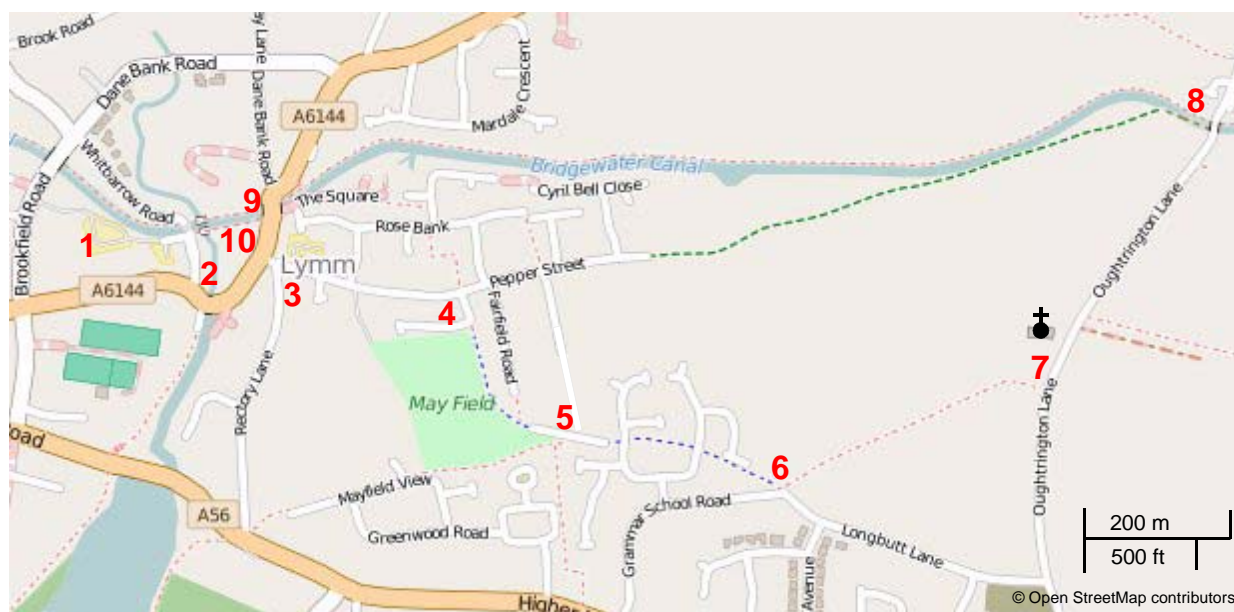 Brook Road
ey Lane
Dane Bank Road
Dane Bank Road
A6144
Mardale Crescent
8
Whitbarrow Road
Bridgewater Canal
Cyril Bell Close
The Square
9
Rose Bank
Brookfield Road
1
10
Lymm
2
Pepper Street
Oughtrington Lane
A6144
3
4
Fairfield Road
7
Rectory Lane
May Field
5
Oughtrington Lane
oad
6
Mayfield View
A56
Greenwood Road
Grammar School Road
Longbutt Lane
200 m
500 ft
Avenue
Higher
© Open StreetMap contributors